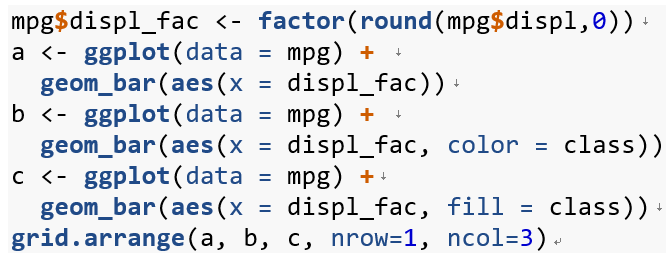 mpg$displ_fac <- factor(round(mpg$displ,0))
a <- ggplot(data = mpg) +
  geom_bar(aes(x = displ_fac))
b <- ggplot(data = mpg) +
  geom_bar(aes(x = displ_fac, color = class))
c <- ggplot(data = mpg) +
  geom_bar(aes(x = displ_fac, fill = class))
grid.arrange(a, b, c, nrow=1, ncol=3)